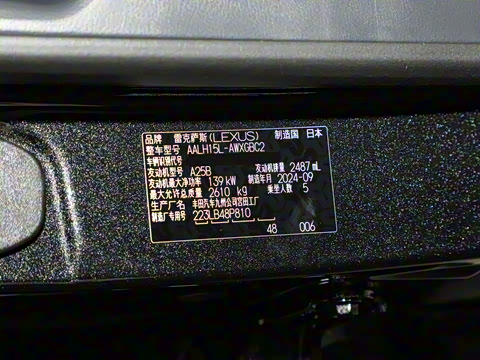 品牌 雷克萨斯(LEXUS) 制造国 日本
整车型号 AALH15L-AWXGBC2
车辆识别代号
发动机型号 A25B 发动机排量 2487 mL
发动机最大净功率 139 kW 制造年月 2024-09
最大允许总质量 2610 kg 乘坐人数 5
生产厂名 丰田汽车九州公司宫田工厂
制造厂专用号 223LB48P810
48 006